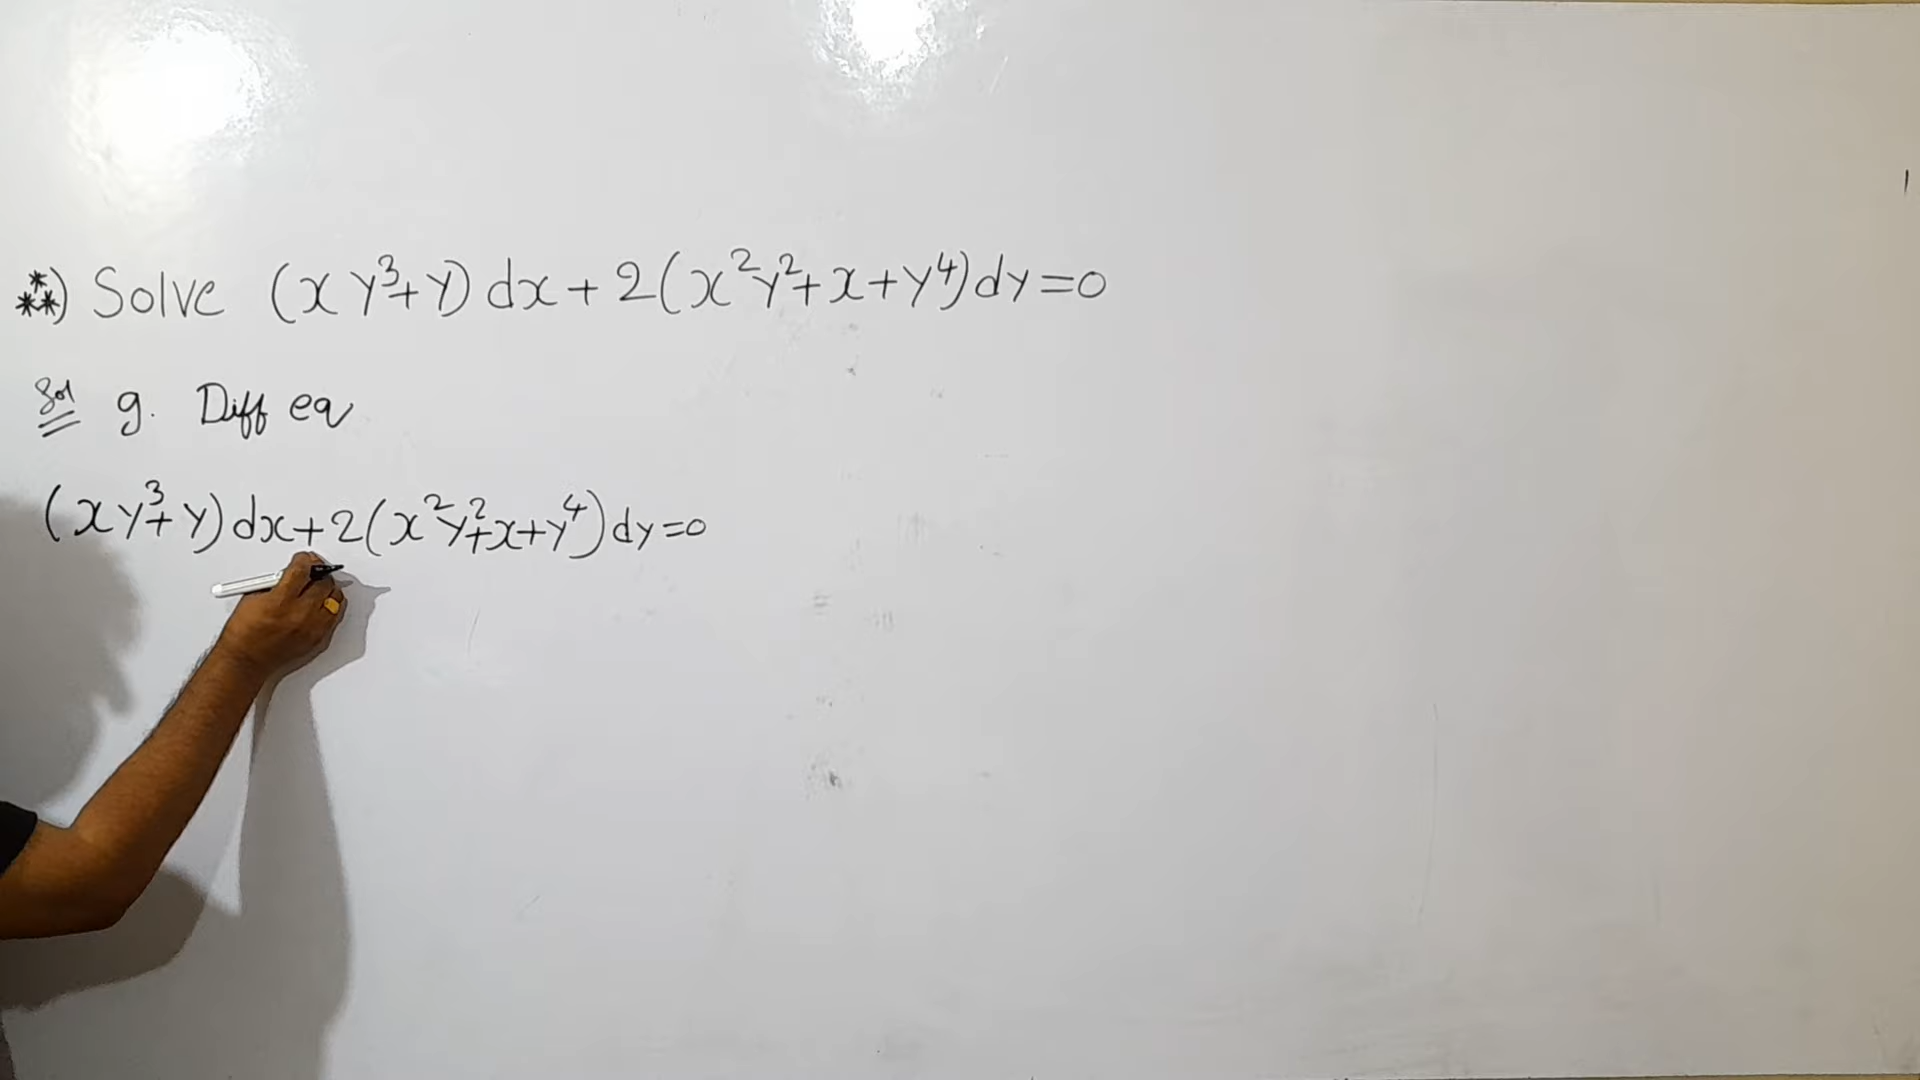 ⁂) Solve (xy³+y)dx+2(x²y²+x+y⁴)dy=0
Sol g. Diff eq
(xy³+y)dx+2(x²y²+x+y⁴)dy=0